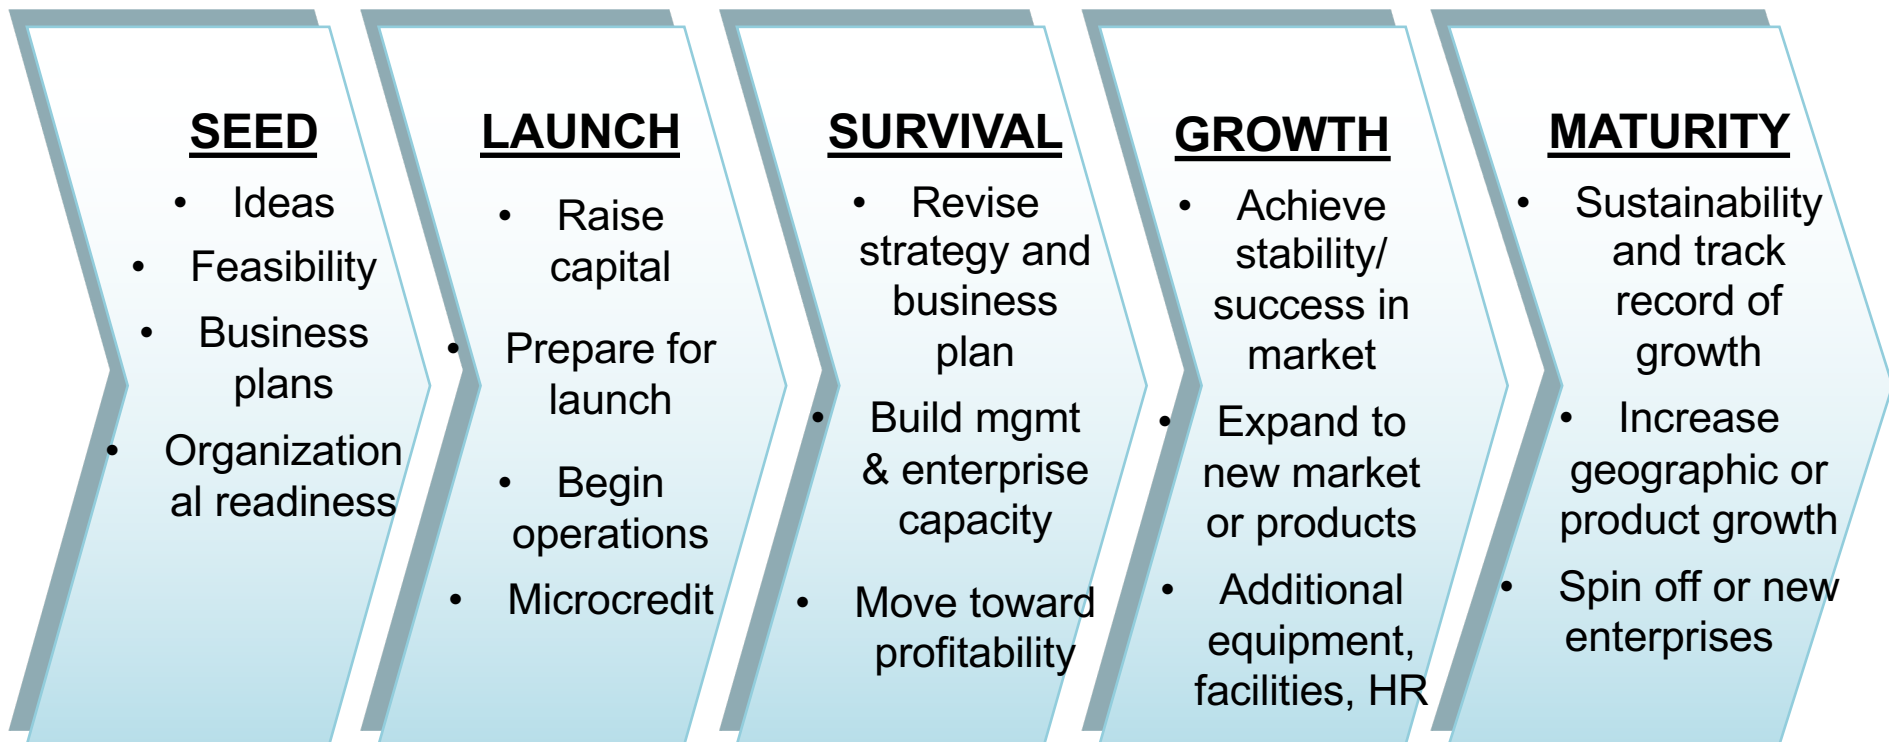 SEED
• Ideas
• Feasibility
• Business
plans
• Organization
al readiness
LAUNCH
• Raise
capital
• Prepare for
launch
• Begin
operations
• Microcredit
SURVIVAL
• Revise
strategy and
business
plan
• Build mgmt
& enterprise
capacity
• Move toward
profitability
GROWTH
• Achieve
stability/
success in
market
• Expand to
new market
or products
• Additional
equipment,
facilities, HR
MATURITY
• Sustainability
and track
record of
growth
• Increase
geographic or
product growth
• Spin off or new
enterprises